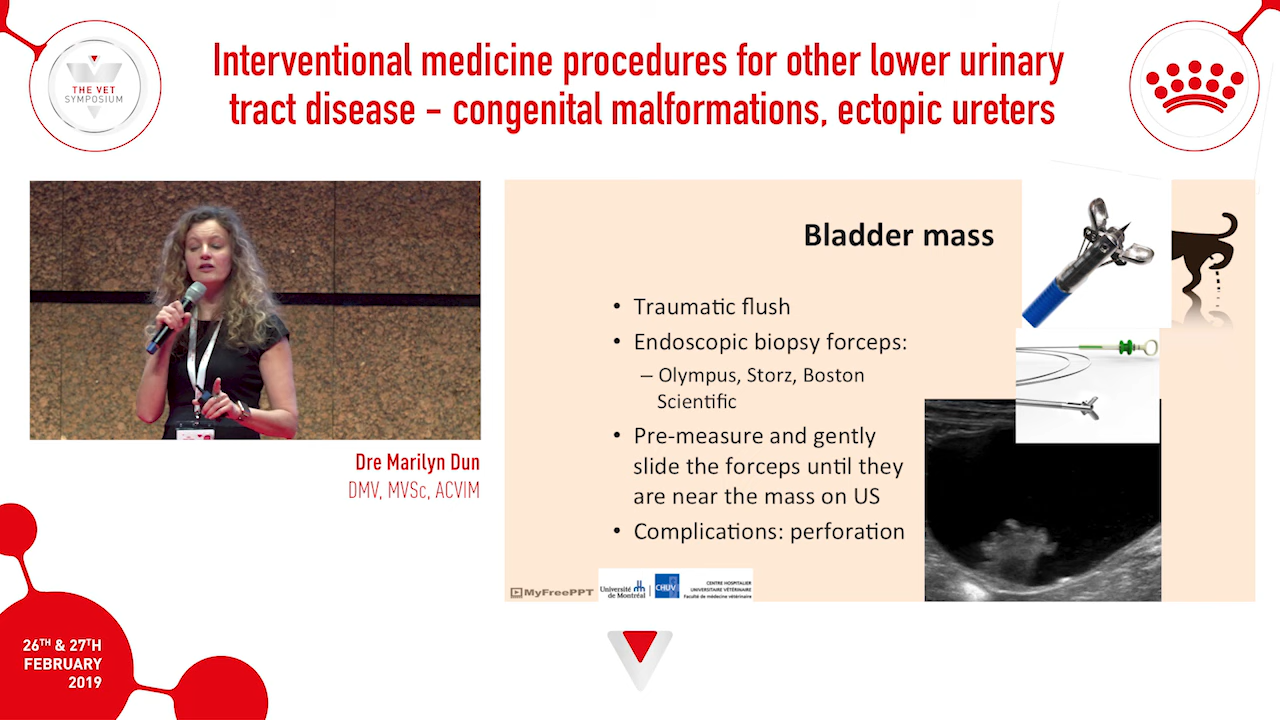 Interventional medicine procedures for other lower urinary
tract disease – congenital malformations, ectopic ureters
THE VET
SYMPOSIUM
Dre Marilyn Dun
DMV, MVSc, ACVIM
Bladder mass
• Traumatic flush
• Endoscopic biopsy forceps:
– Olympus, Storz, Boston
Scientific
• Pre-measure and gently
slide the forceps until they
are near the mass on US
• Complications: perforation
MyFreePPT
Université
de Montréal
CHUV
CENTRE HOSPITALIER
UNIVERSITAIRE VÉTÉRINAIRE
Faculté de médecine vétérinaire
26TH & 27TH
FEBRUARY
2019